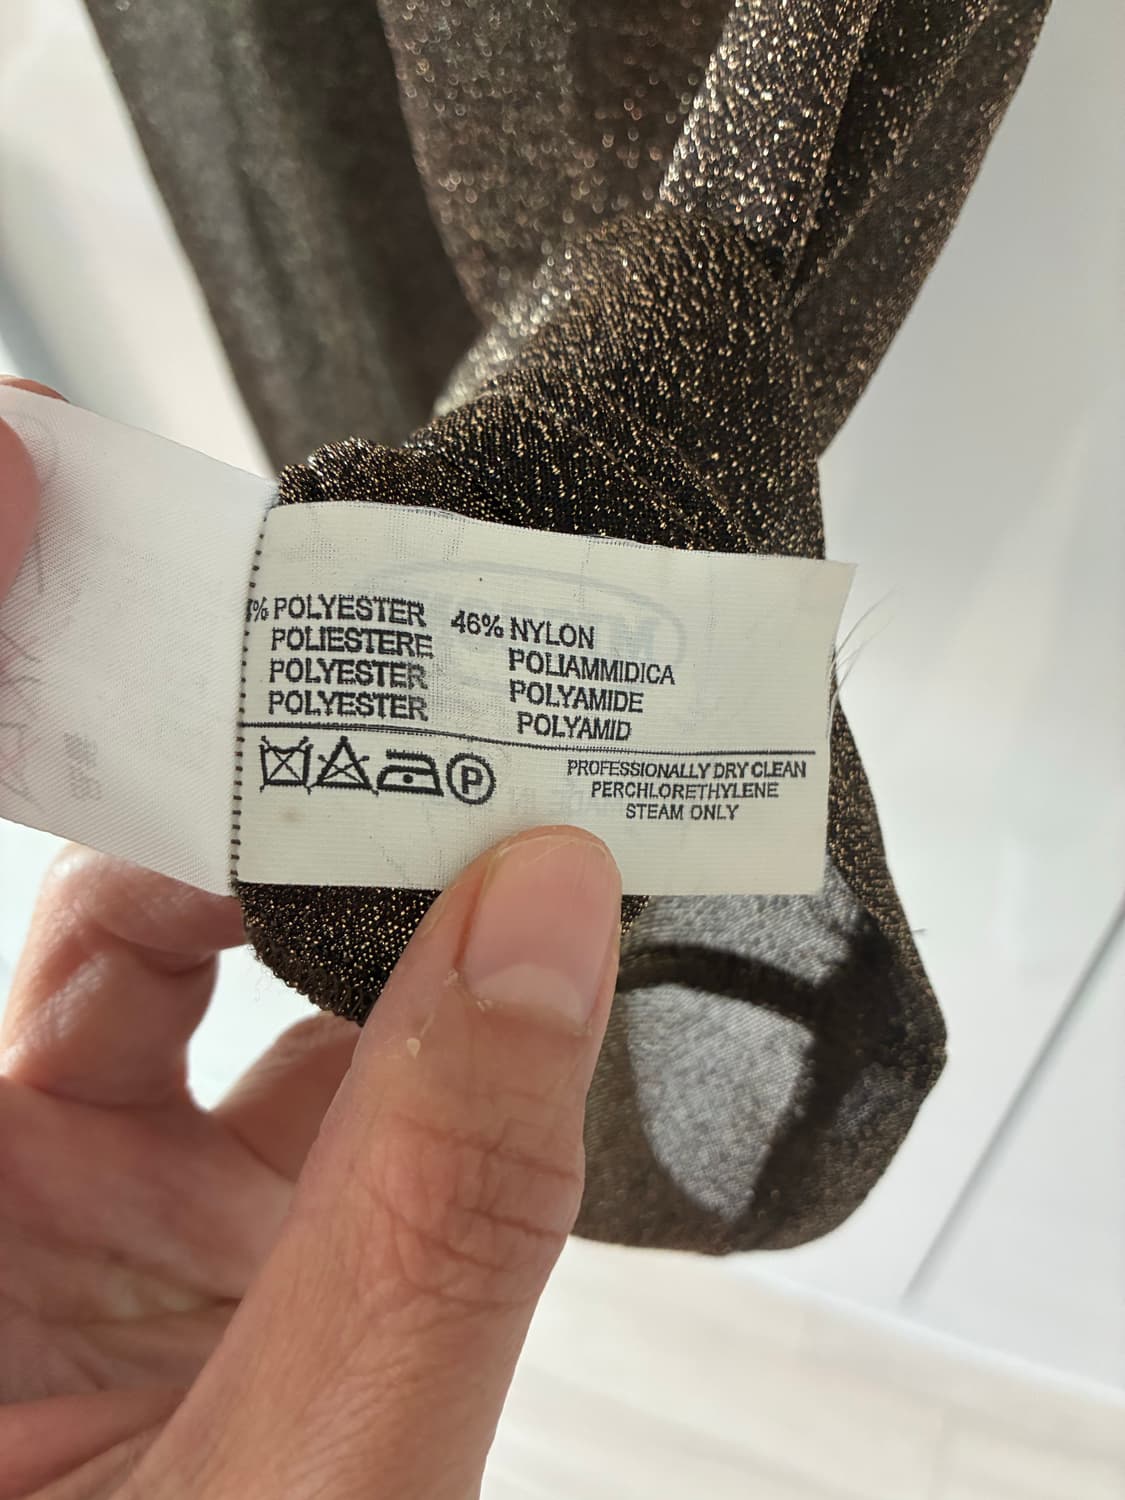 % POLYESTER 46% NYLON
POLIESTERE POLIAMMIDICA
POLYESTER POLYAMIDE
POLYESTER POLYAMID
P
PROFESSIONALLY DRY CLEAN
PERCHLORETHYLENE
STEAM ONLY